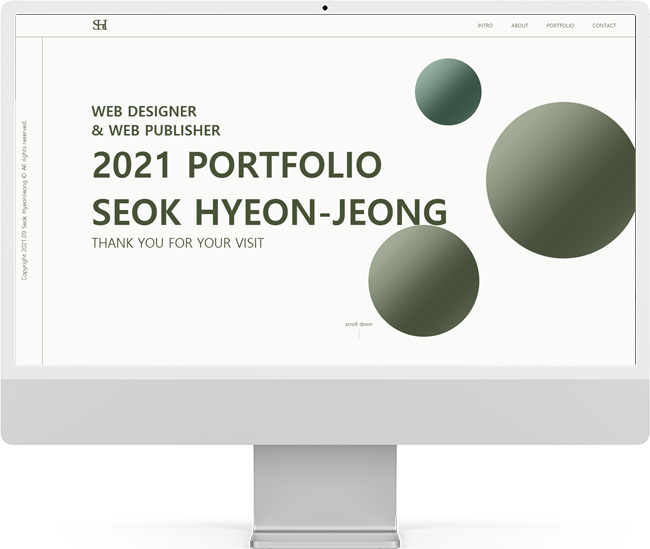 SHJ
INTRO ABOUT PORTFOLIO CONTACT
WEB DESIGNER
& WEB PUBLISHER
2021 PORTFOLIO
SEOK HYEON-JEONG
THANK YOU FOR YOUR VISIT
scroll down
Copyright 2021.09 Seok HyeonJeong © All rights reserved.